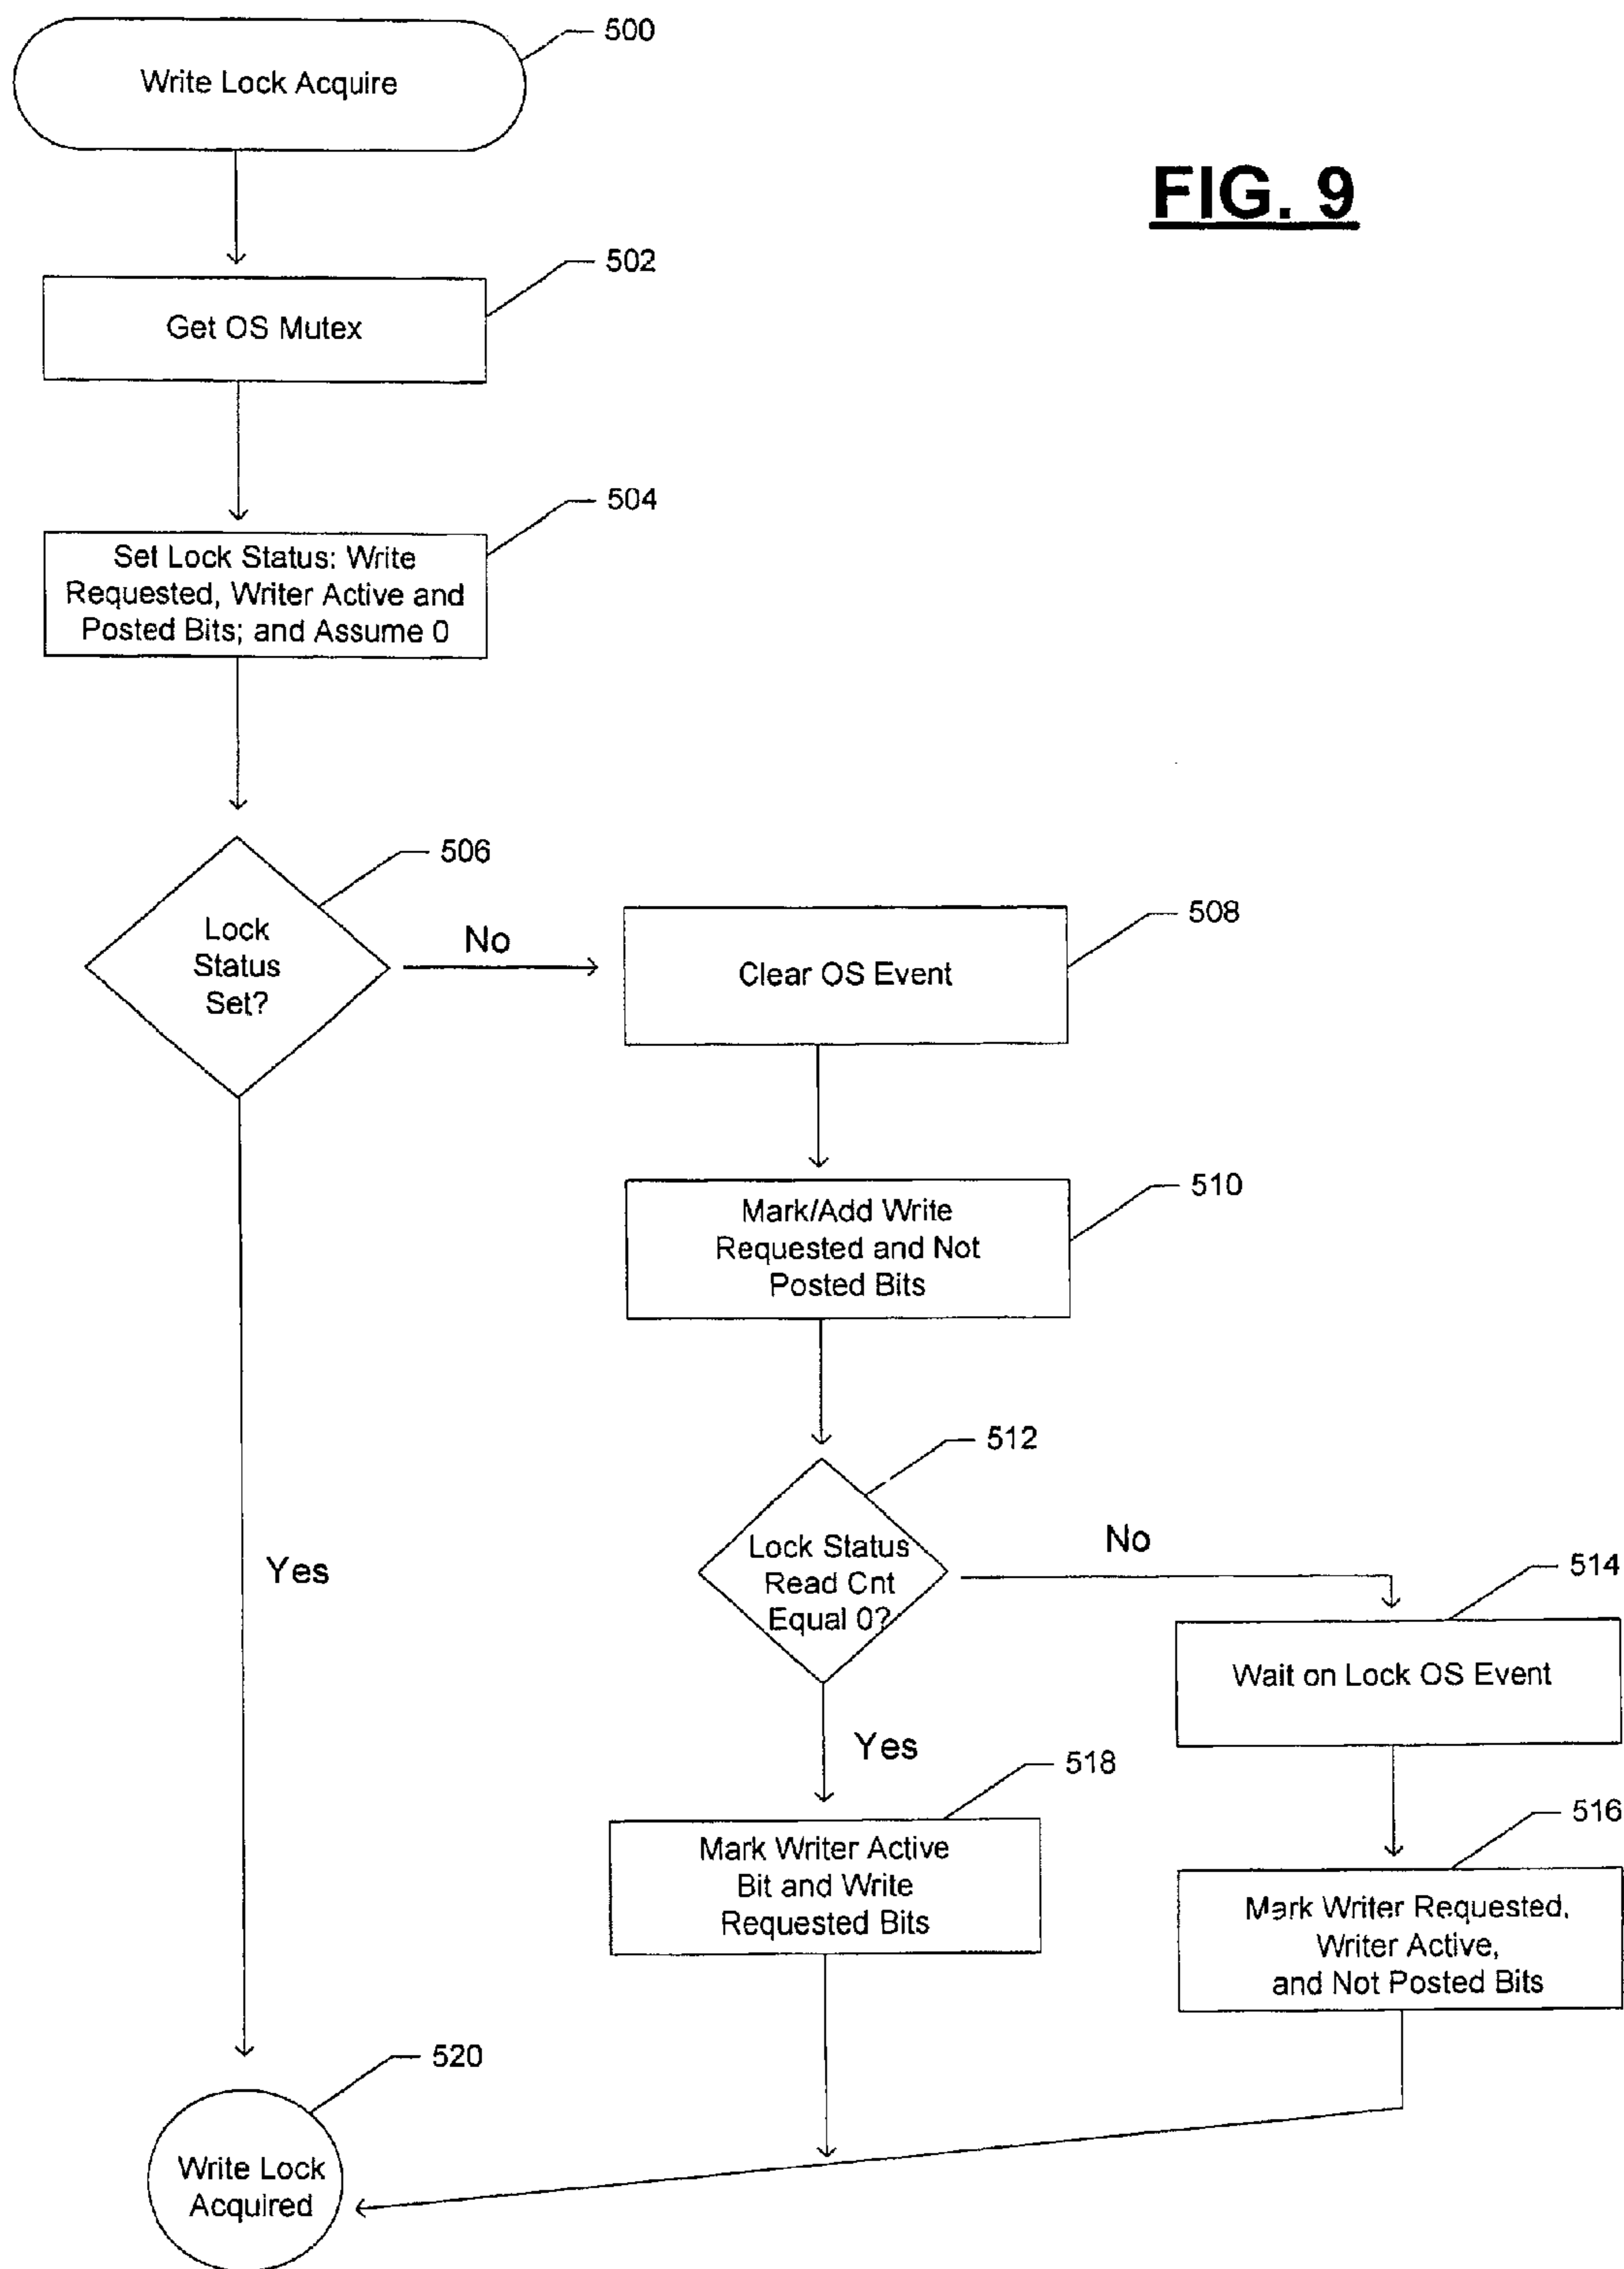 500
Write Lock Acquire
FIG. 9
502
Get OS Mutex
504
Set Lock Status: Write
Requested, Writer Active and
Posted Bits; and Assume 0
506
Lock
Status
Set?
No
508
Clear OS Event
510
Mark/Add Write
Requested and Not
Posted Bits
512
Lock Status
Read Cnt
Equal 0?
No
Yes
514
Wait on Lock OS Event
Yes
518
Mark Writer Active
Bit and Write
Requested Bits
516
Mark Writer Requested,
Writer Active,
and Not Posted Bits
520
Write Lock
Acquired